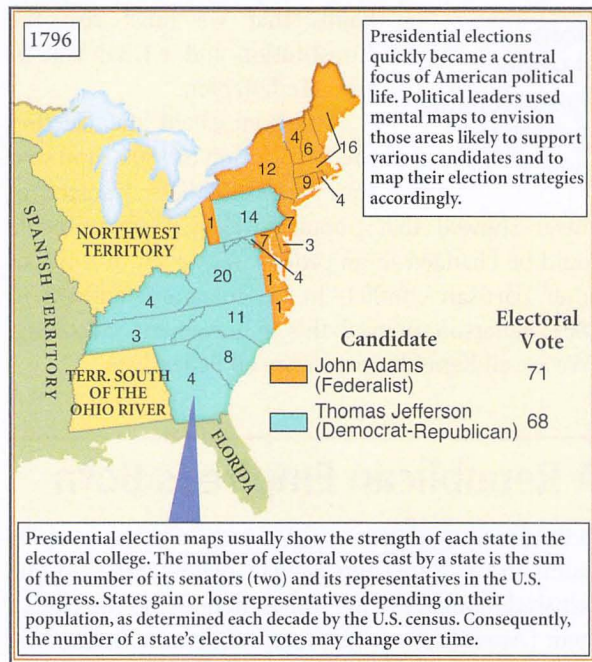 1796
Presidential elections
quickly became a central
focus of American political
life. Political leaders used
mental maps to envision
those areas likely to support
various candidates and to
map their election strategies
accordingly.
4
6
16
12
9
4
1
14
7
7
3
4
NORTHWEST
TERRITORY
SPANISH TERRITORY
20
1
4
11
1
3
8
4
TERR. SOUTH
OF THE
OHIO RIVER
FLORIDA
Candidate
Electoral
Vote
John Adams
(Federalist)
71
Thomas Jefferson
(Democrat-Republican)
68
Presidential election maps usually show the strength of each state in the
electoral college. The number of electoral votes cast by a state is the sum
of the number of its senators (two) and its representatives in the U.S.
Congress. States gain or lose representatives depending on their
population, as determined each decade by the U.S. census. Consequently,
the number of a state's electoral votes may change over time.